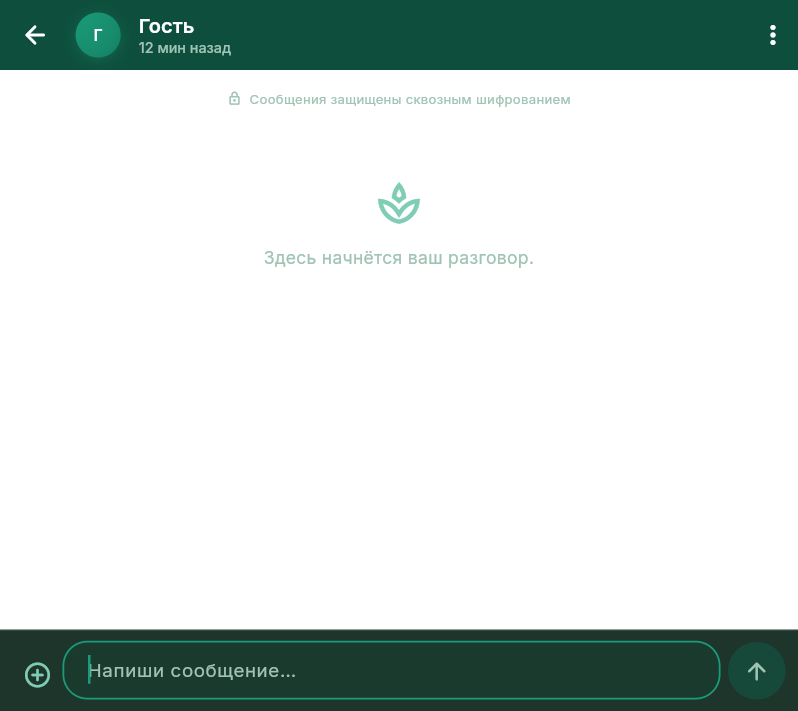 Г
Гость
12 мин назад
Сообщения защищены сквозным шифрованием
Здесь начнётся ваш разговор.
Напиши сообщение...